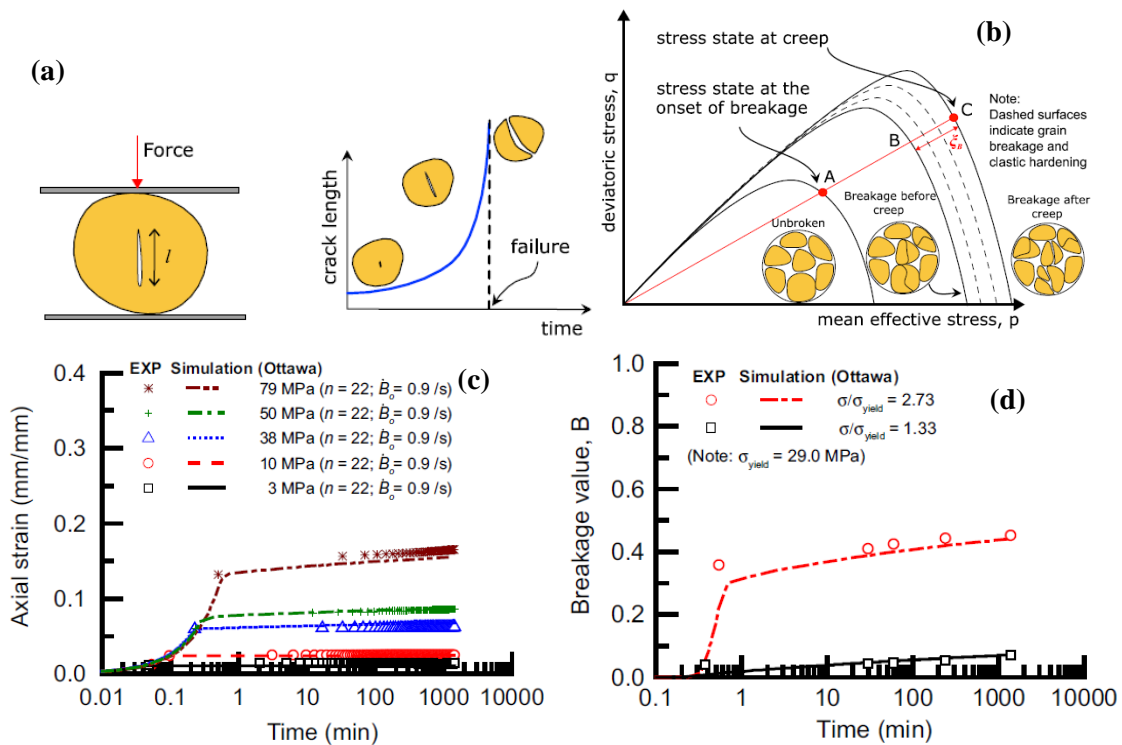 (a)
Force
l
crack length
failure
time
(b)
stress state at creep
stress state at the
onset of breakage
deviatoric stress, q
C
B
A
ξB
Note:
Dashed surfaces
indicate grain
breakage and
clastic hardening
Unbroken
Breakage before
creep
Breakage after
creep
mean effective stress, p
(c)
EXP Simulation (Ottawa)
79 MPa (n = 22; Ḃo= 0.9 /s)
50 MPa (n = 22; Ḃo= 0.9 /s)
38 MPa (n = 22; Ḃo= 0.9 /s)
10 MPa (n = 22; Ḃo= 0.9 /s)
3 MPa (n = 22; Ḃo= 0.9 /s)
Axial strain (mm/mm)
0.4
0.3
0.2
0.1
0.0
0.01 0.1 1 10 100 1000 10000
Time (min)
(d)
EXP Simulation (Ottawa)
σ/σyield = 2.73
σ/σyield = 1.33
(Note: σyield = 29.0 MPa)
Breakage value, B
1.0
0.8
0.6
0.4
0.2
0.0
0.1 1 10 100 1000 10000
Time (min)